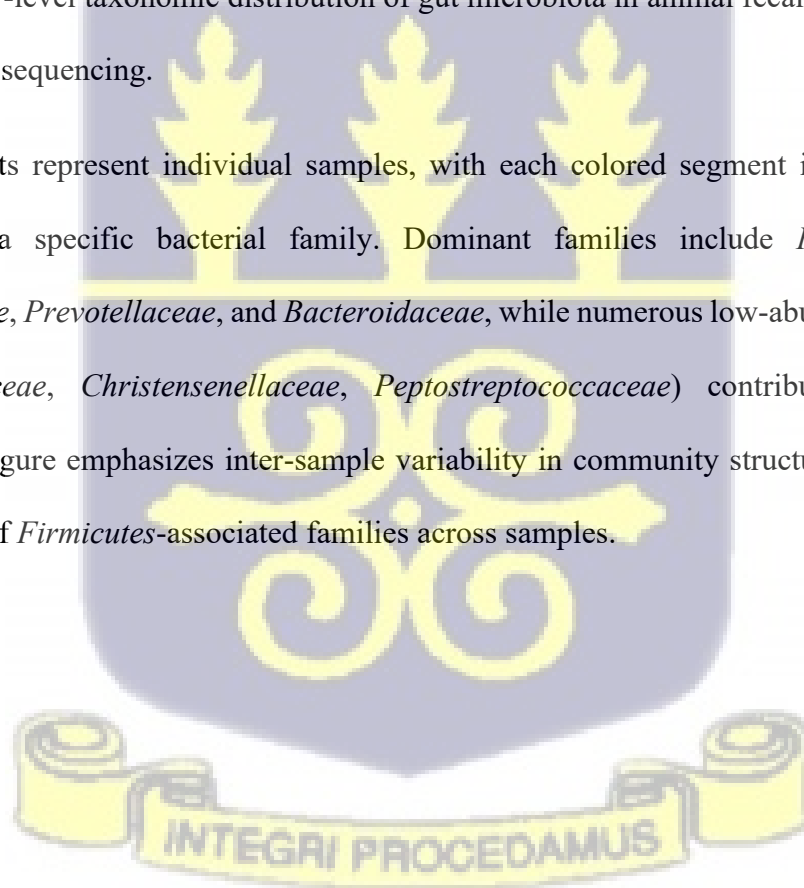 -level taxonomic distribution of gut microbiota in animal fecal
sequencing.
ts represent individual samples, with each colored segment i
a specific bacterial family. Dominant families include
e, Prevotellaceae, and Bacteroidaceae, while numerous low-abu
ceae, Christensenellaceae, Peptostreptococcaceae) contribu
gure emphasizes inter-sample variability in community structu
f Firmicutes-associated families across samples.
INTEGRI PROCEDAMUS